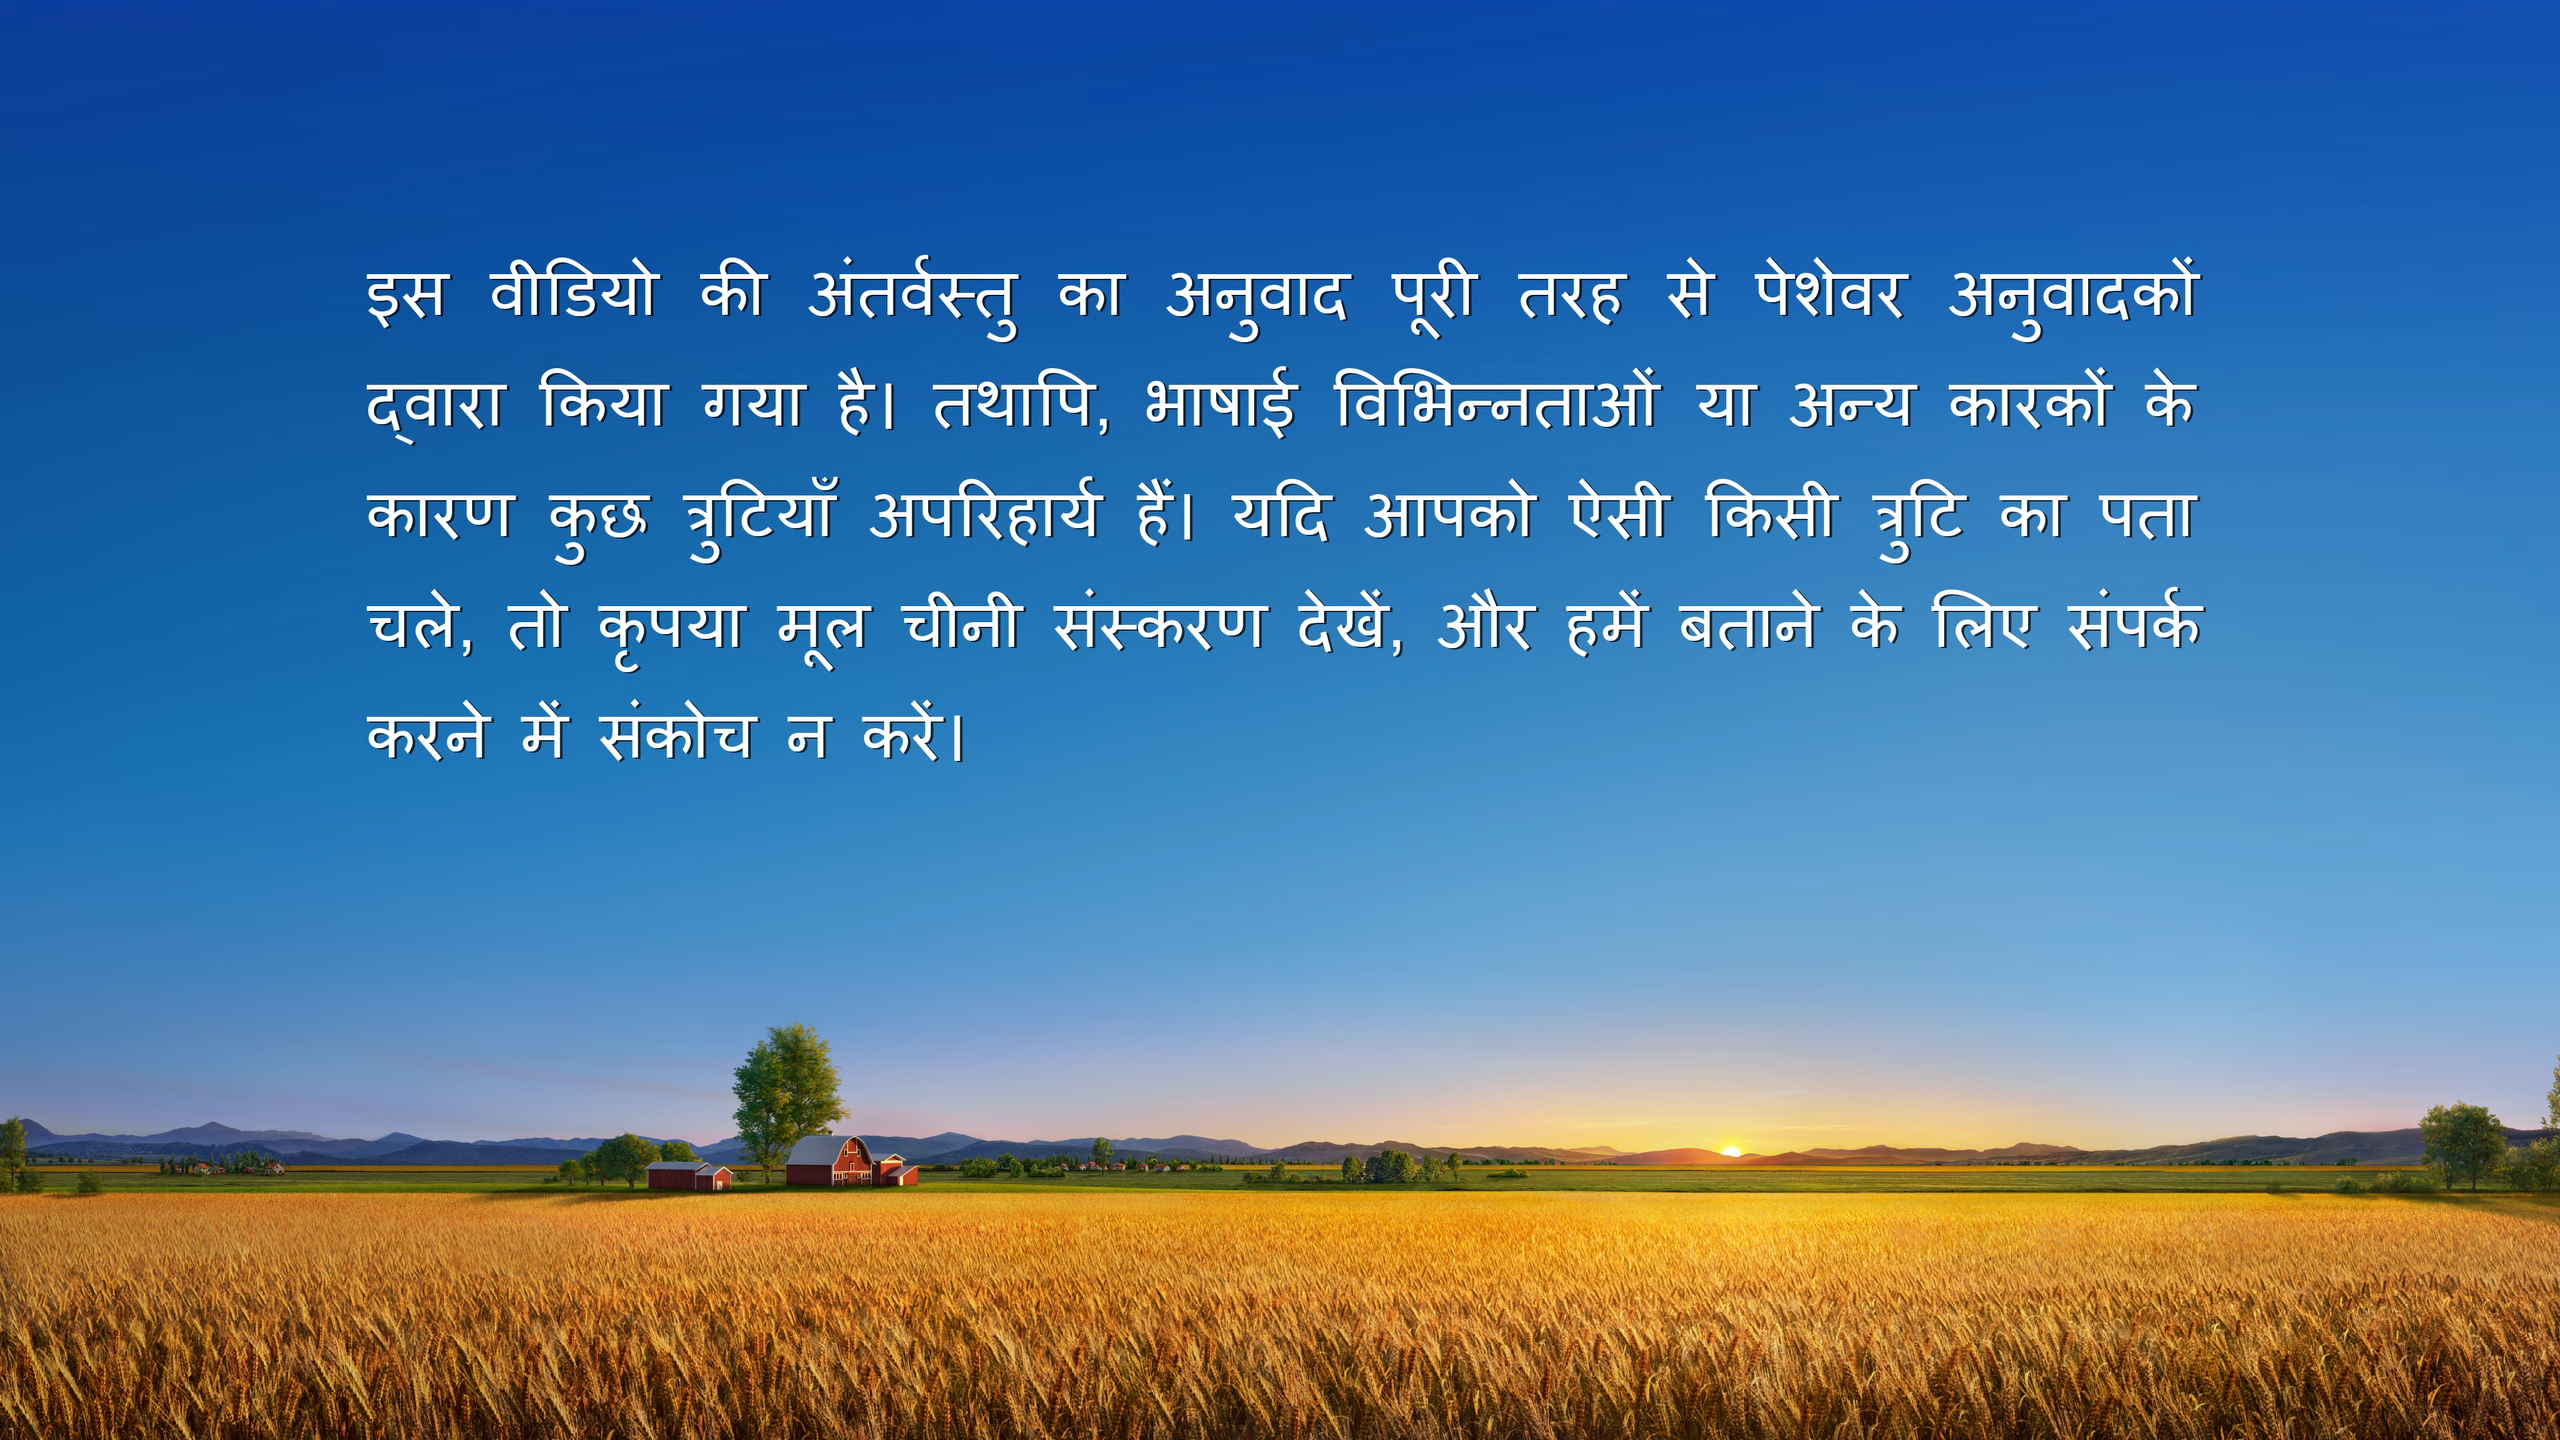 इस वीडियो की अंतर्वस्तु का अनुवाद पूरी तरह से पेशेवर अनुवादकों
द्वारा किया गया है। तथापि, भाषाई विभिन्नताओं या अन्य कारकों के
कारण कुछ त्रुटियाँ अपरिहार्य हैं। यदि आपको ऐसी किसी त्रुटि का पता
चले, तो कृपया मूल चीनी संस्करण देखें, और हमें बताने के लिए संपर्क
करने में संकोच न करें।